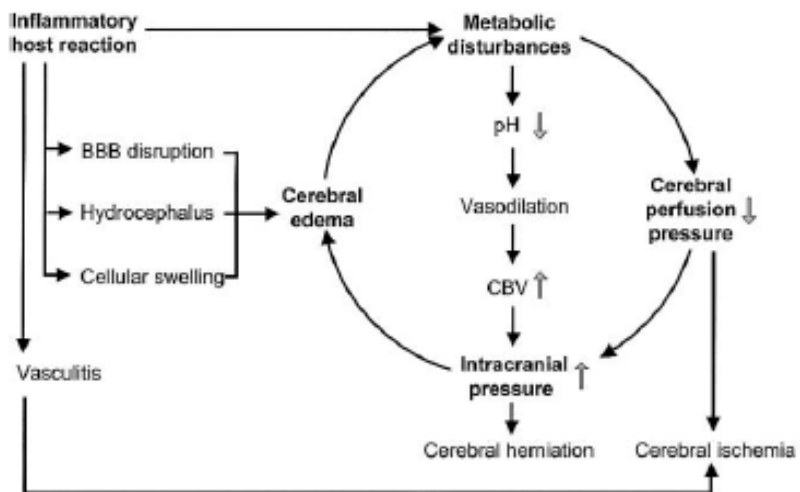 Inflammatory
host reaction
Metabolic
disturbances
pH
BBB disruption
Hydrocephalus
Cellular swelling
Cerebral
edema
Vasodilation
Cerebral
perfusion
pressure
CBV
Vasculitis
Intracranial
pressure
Cerebral herniation
Cerebral ischemia